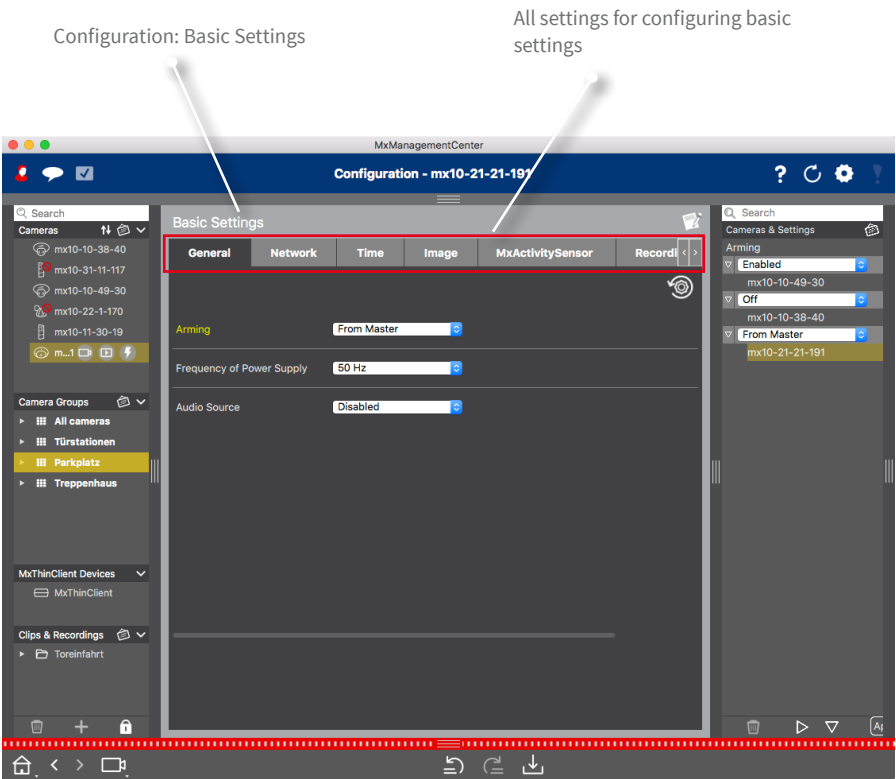 Configuration: Basic Settings
All settings for configuring basic
settings
MxManagementCenter
Configuration - mx10-21-21-191
Search
Cameras
mx10-10-38-40
mx10-31-11-117
mx10-10-49-30
mx10-22-1-170
mx10-11-30-19
m...1
Camera Groups
All cameras
Türstationen
Parkplatz
Treppenhaus
MxThinClient Devices
MxThinClient
Clips & Recordings
Toreinfahrt
Basic Settings
General Network Time Image MxActivitySensor Recordi
Arming From Master
Frequency of Power Supply 50 Hz
Audio Source Disabled
Search
Cameras & Settings
Arming
Enabled
mx10-10-49-30
Off
mx10-10-38-40
From Master
mx10-21-21-191